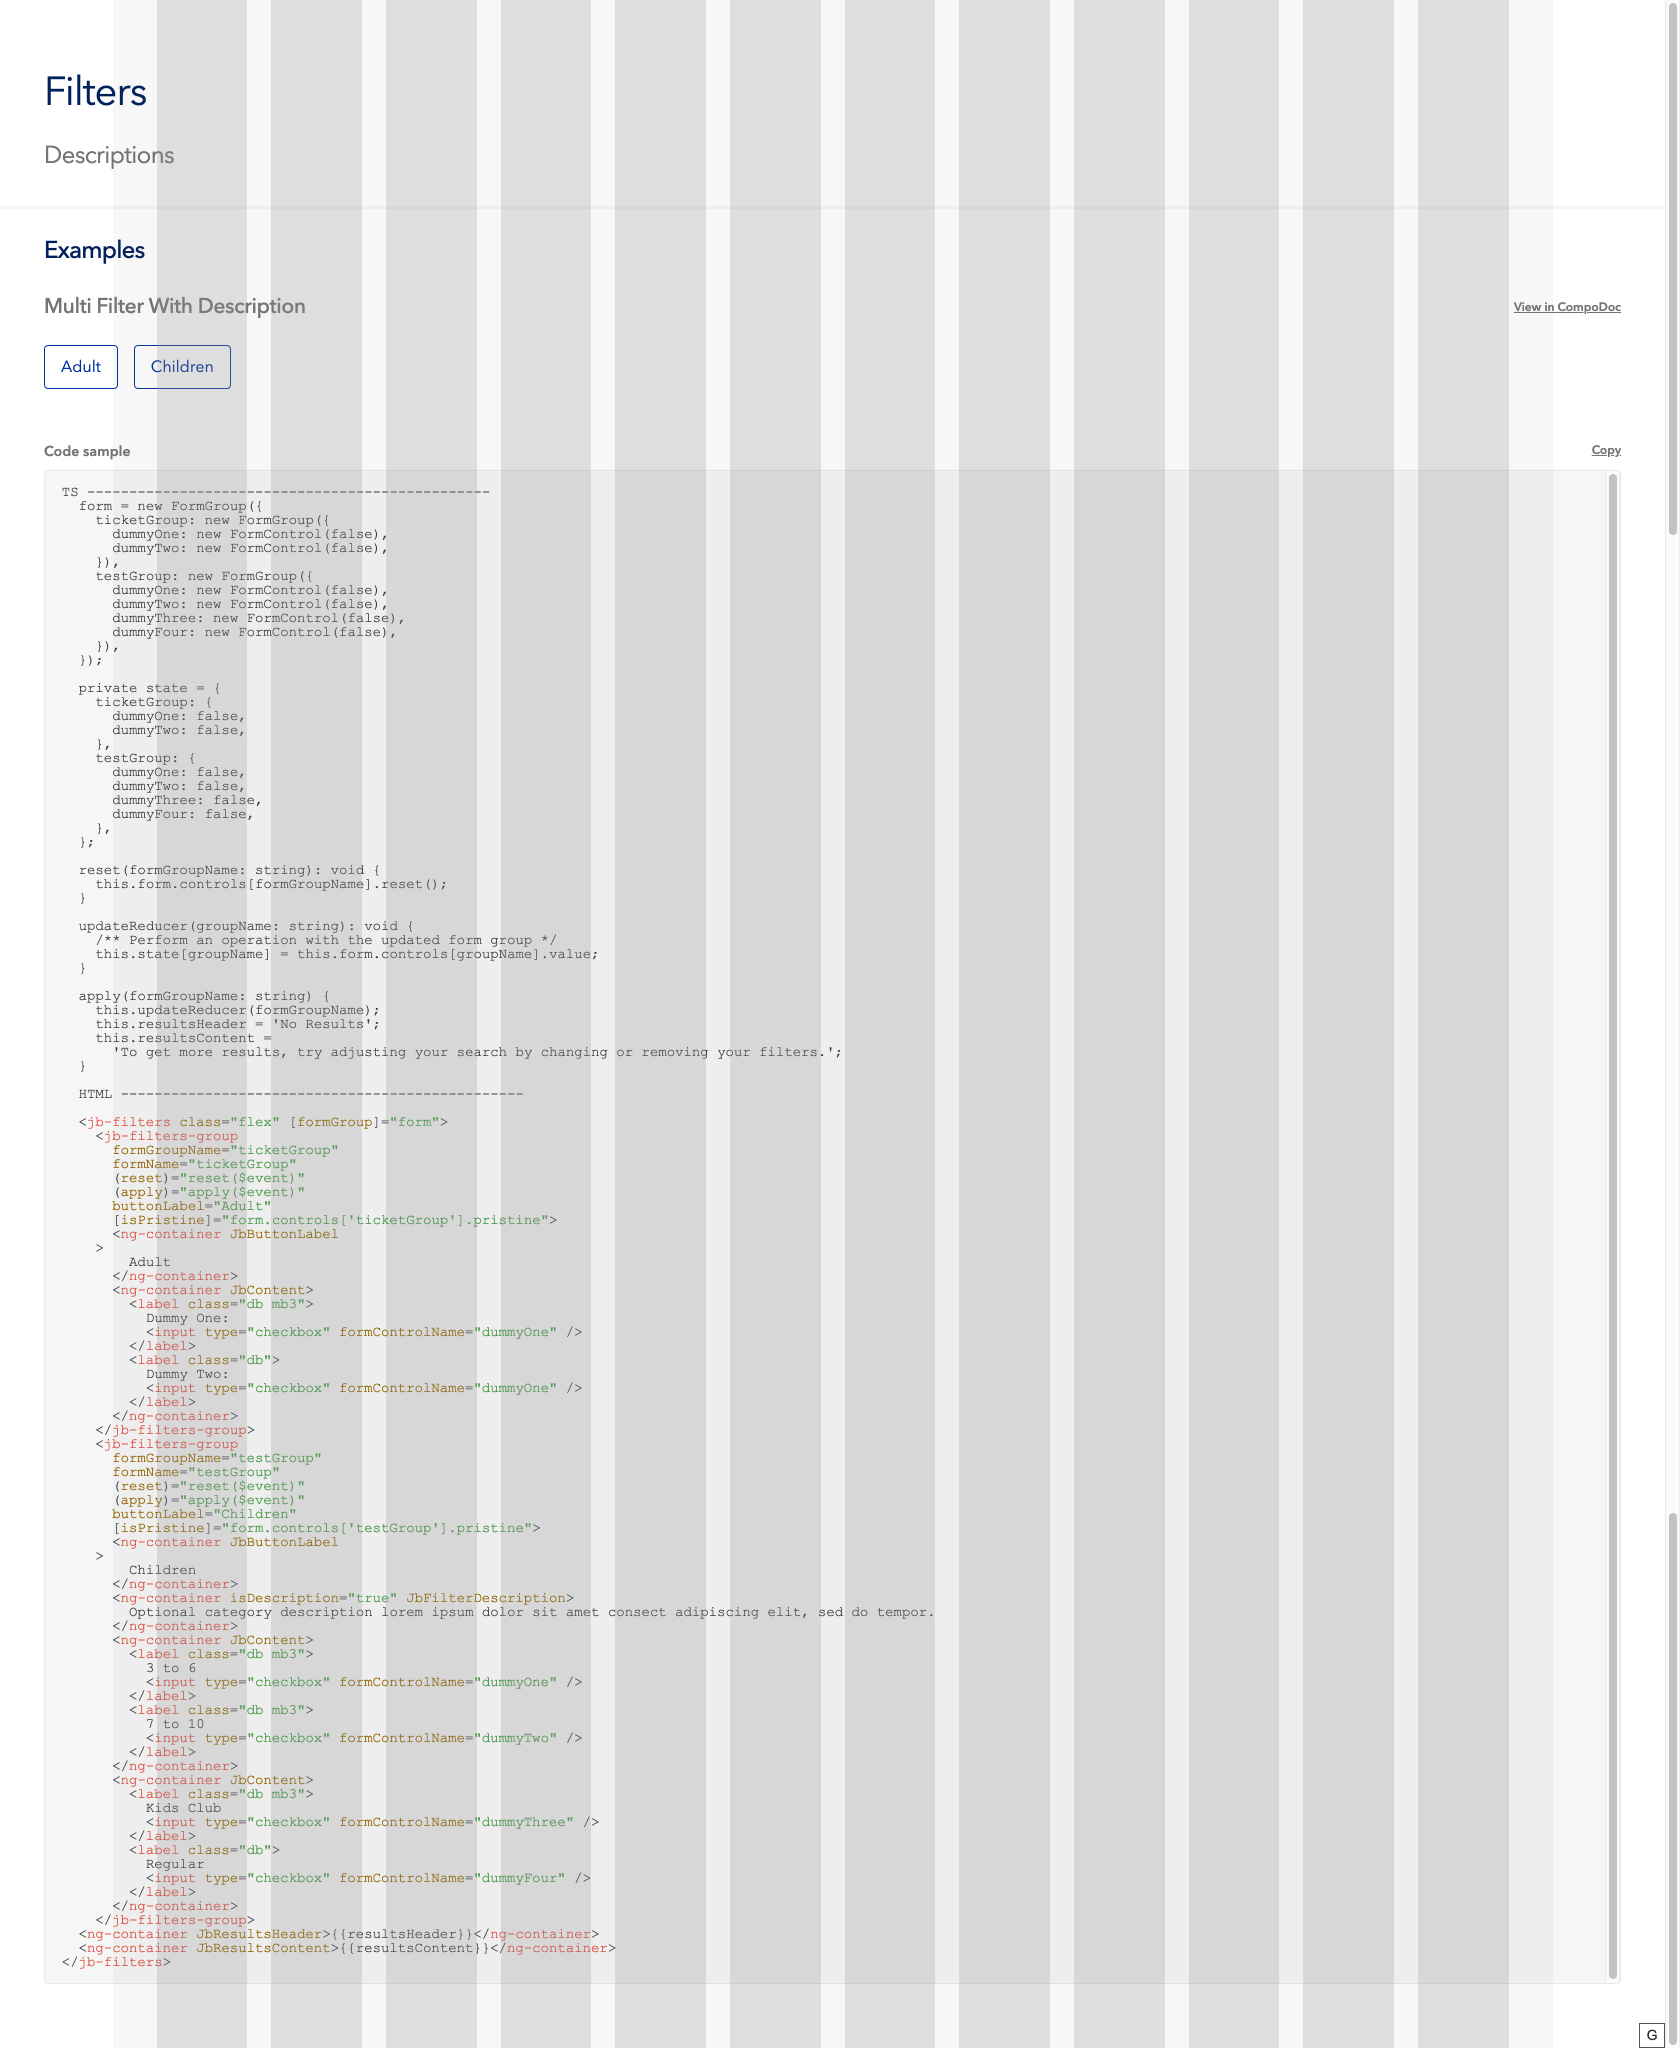 Filters
Descriptions
Examples
Multi Filter With Description
View in CompoDoc
Adult Children
Code sample
Copy
TS ------------------------------------------------
  form = new FormGroup({
    ticketGroup: new FormGroup({
      dummyOne: new FormControl(false),
      dummyTwo: new FormControl(false),
    }),
    testGroup: new FormGroup({
      dummyOne: new FormControl(false),
      dummyTwo: new FormControl(false),
      dummyThree: new FormControl(false),
      dummyFour: new FormControl(false),
    }),
  });
  private state = {
    ticketGroup: {
      dummyOne: false,
      dummyTwo: false,
    },
    testGroup: {
      dummyOne: false,
      dummyTwo: false,
      dummyThree: false,
      dummyFour: false,
    },
  };
  reset(formGroupName: string): void {
    this.form.controls[formGroupName].reset();
  }
  updateReducer(groupName: string): void {
    /** Perform an operation with the updated form group */
    this.state[groupName] = this.form.controls[groupName].value;
  }
  apply(formGroupName: string) {
    this.updateReducer(formGroupName);
    this.resultsHeader = 'No Results';
    this.resultsContent =
      'To get more results, try adjusting your search by changing or removing your filters.';
  }
  HTML ------------------------------------------------
  <jb-filters class="flex" [formGroup]="form">
    <jb-filters-group
      formGroupName="ticketGroup"
      formName="ticketGroup"
      (reset)="reset($event)"
      (apply)="apply($event)"
      buttonLabel="Adult"
      [isPristine]="form.controls['ticketGroup'].pristine">
      <ng-container JbButtonLabel
    >
        Adult
      </ng-container>
      <ng-container JbContent>
        <label class="db mb3">
          Dummy One:
          <input type="checkbox" formControlName="dummyOne" />
        </label>
        <label class="db">
          Dummy Two:
          <input type="checkbox" formControlName="dummyOne" />
        </label>
      </ng-container>
    </jb-filters-group>
    <jb-filters-group
      formGroupName="testGroup"
      formName="testGroup"
      (reset)="reset($event)"
      (apply)="apply($event)"
      buttonLabel="Children"
      [isPristine]="form.controls['testGroup'].pristine">
      <ng-container JbButtonLabel
    >
        Children
      </ng-container>
      <ng-container isDescription="true" JbFilterDescription>
        Optional category description lorem ipsum dolor sit amet consect adipiscing elit, sed do tempor.
      </ng-container>
      <ng-container JbContent>
        <label class="db mb3">
          3 to 6
          <input type="checkbox" formControlName="dummyOne" />
        </label>
        <label class="db mb3">
          7 to 10
          <input type="checkbox" formControlName="dummyTwo" />
        </label>
      </ng-container>
      <ng-container JbContent>
        <label class="db mb3">
          Kids Club
          <input type="checkbox" formControlName="dummyThree" />
        </label>
        <label class="db">
          Regular
          <input type="checkbox" formControlName="dummyFour" />
        </label>
      </ng-container>
    </jb-filters-group>
  <ng-container JbResultsHeader>{{resultsHeader}}</ng-container>
  <ng-container JbResultsContent>{{resultsContent}}</ng-container>
</jb-filters>
G